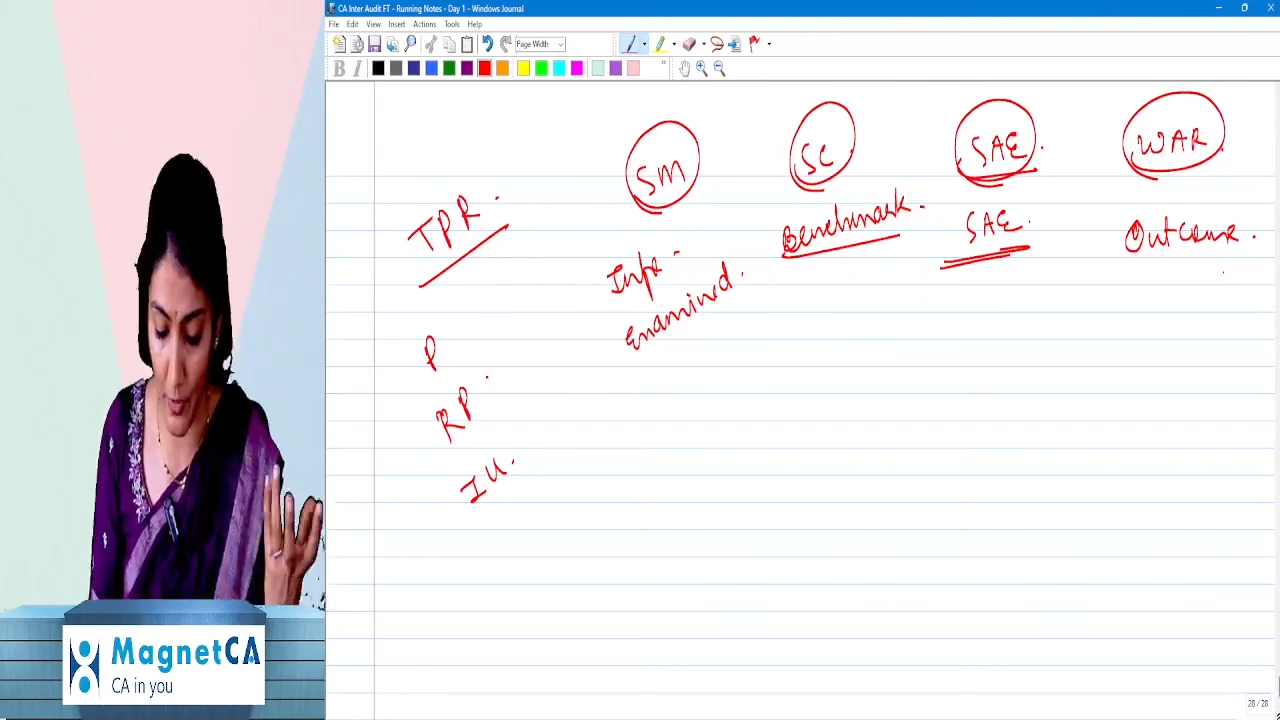 CA Inter Audit FT - Running Notes - Day 1 - Windows Journal
File Edit View Insert Actions Tools Help
Page Width
B I
TPR.
P
RP
IU.
SM
Infr
Examined.
SC
Benchmark.
SAE.
SAE.
WAR
Outcome.
MagnetCA
CA in you
28 / 28